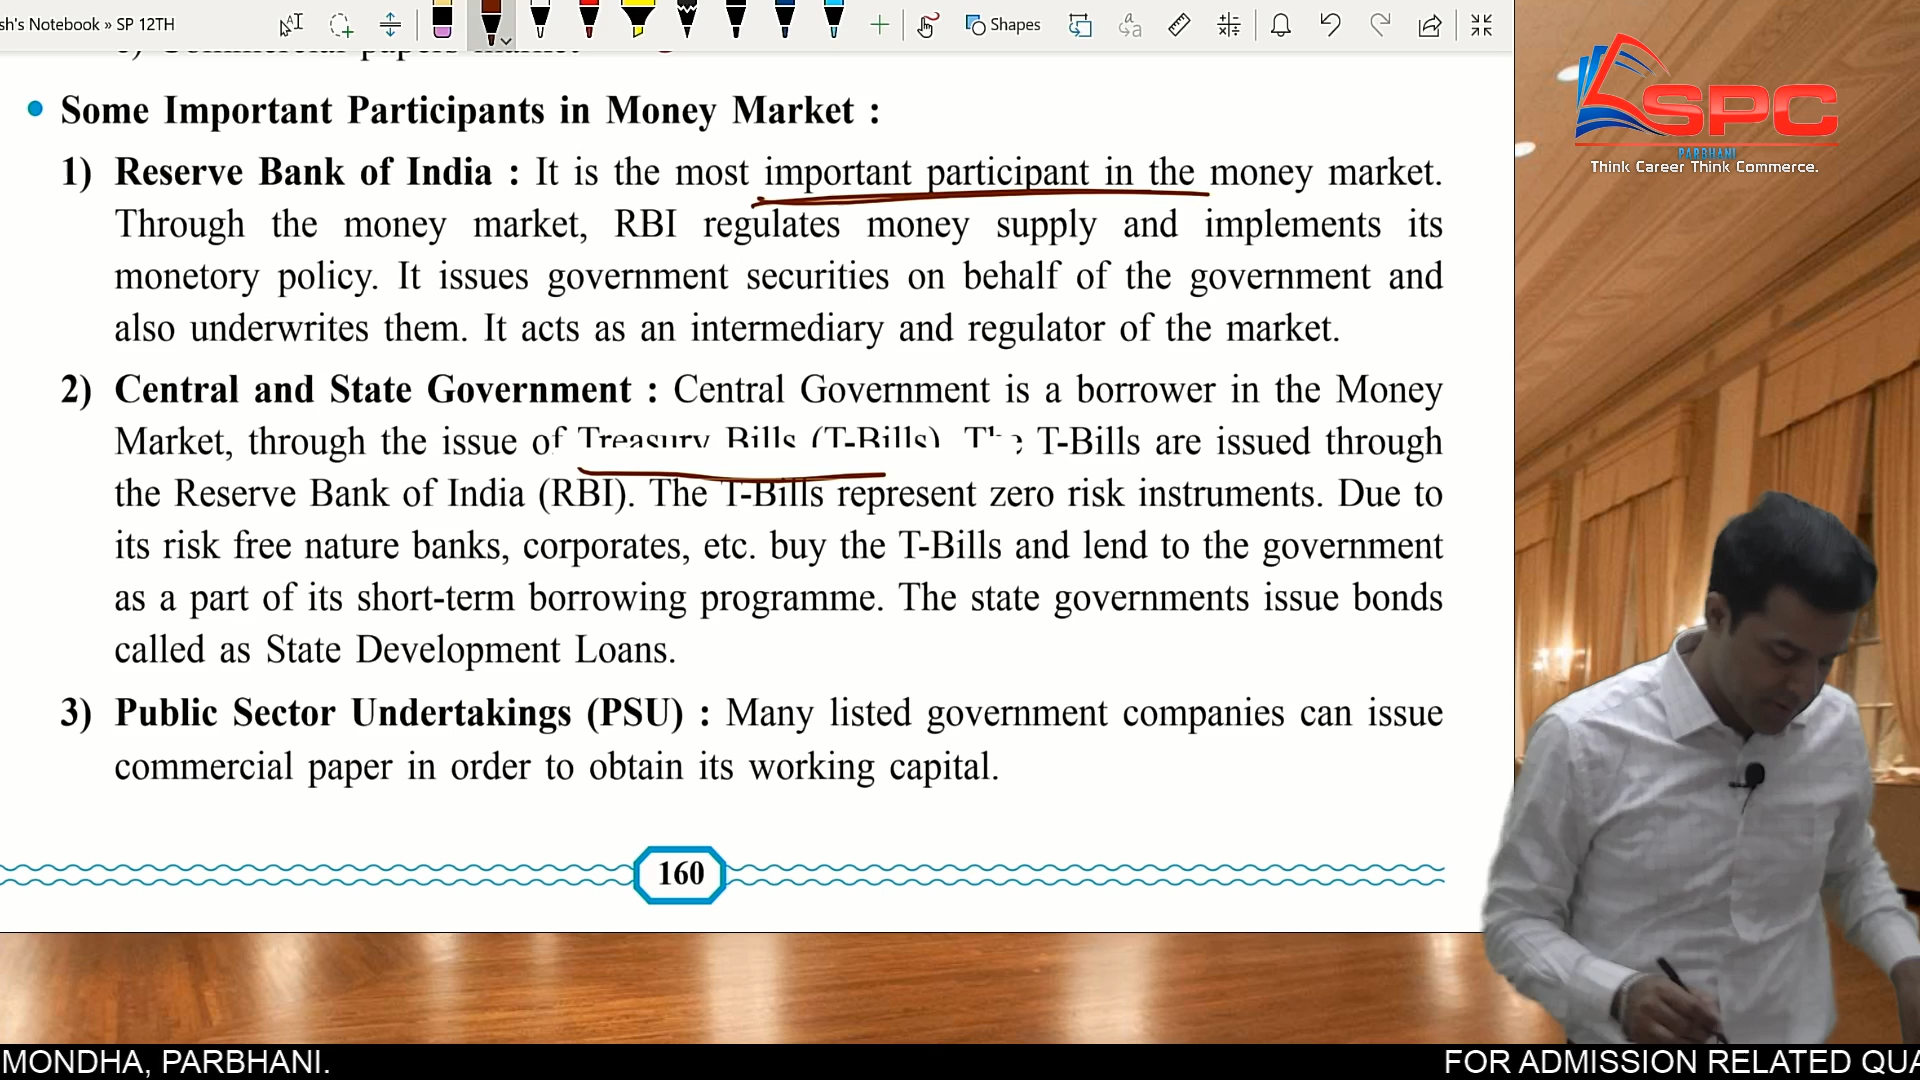 sh's Notebook » SP 12TH
Shapes
Some Important Participants in Money Market :
1) Reserve Bank of India : It is the most important participant in the money market.
Through the money market, RBI regulates money supply and implements its
monetory policy. It issues government securities on behalf of the government and
also underwrites them. It acts as an intermediary and regulator of the market.
2) Central and State Government : Central Government is a borrower in the Money
Market, through the issue of Treasury Bills (T-Bills). The T-Bills are issued through
the Reserve Bank of India (RBI). The T-Bills represent zero risk instruments. Due to
its risk free nature banks, corporates, etc. buy the T-Bills and lend to the government
as a part of its short-term borrowing programme. The state governments issue bonds
called as State Development Loans.
3) Public Sector Undertakings (PSU) : Many listed government companies can issue
commercial paper in order to obtain its working capital.
160
SPC
PARBHANI
Think Career Think Commerce.
MONDHA, PARBHANI. FOR ADMISSION RELATED QUA